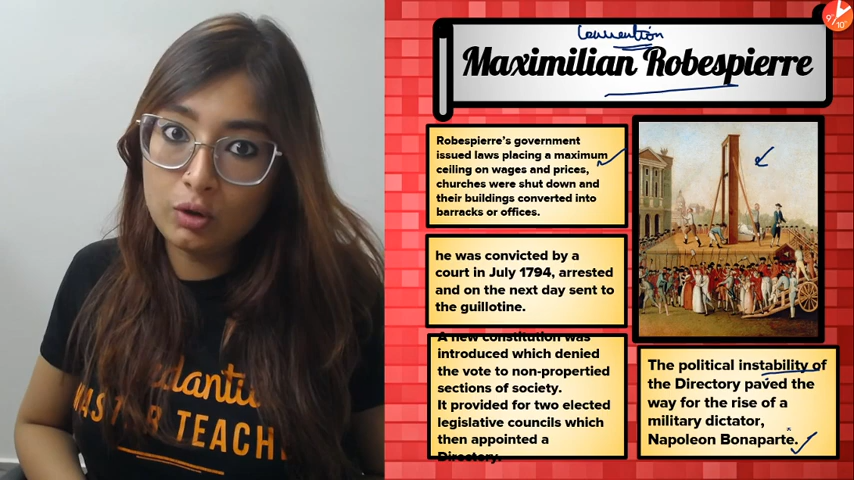 9/10
Convention
Maximilian Robespierre
Robespierre's government
issued laws placing a maximum
ceiling on wages and prices,
churches were shut down and
their buildings converted into
barracks or offices.
he was convicted by a
court in July 1794, arrested
and on the next day sent to
the guillotine.
A new constitution was
introduced which denied
the vote to non-propertied
sections of society.
It provided for two elected
legislative councils which
then appointed a
Directory.
The political instability of
the Directory paved the
way for the rise of a
military dictator,
Napoleon Bonaparte.
MASTER TEACH